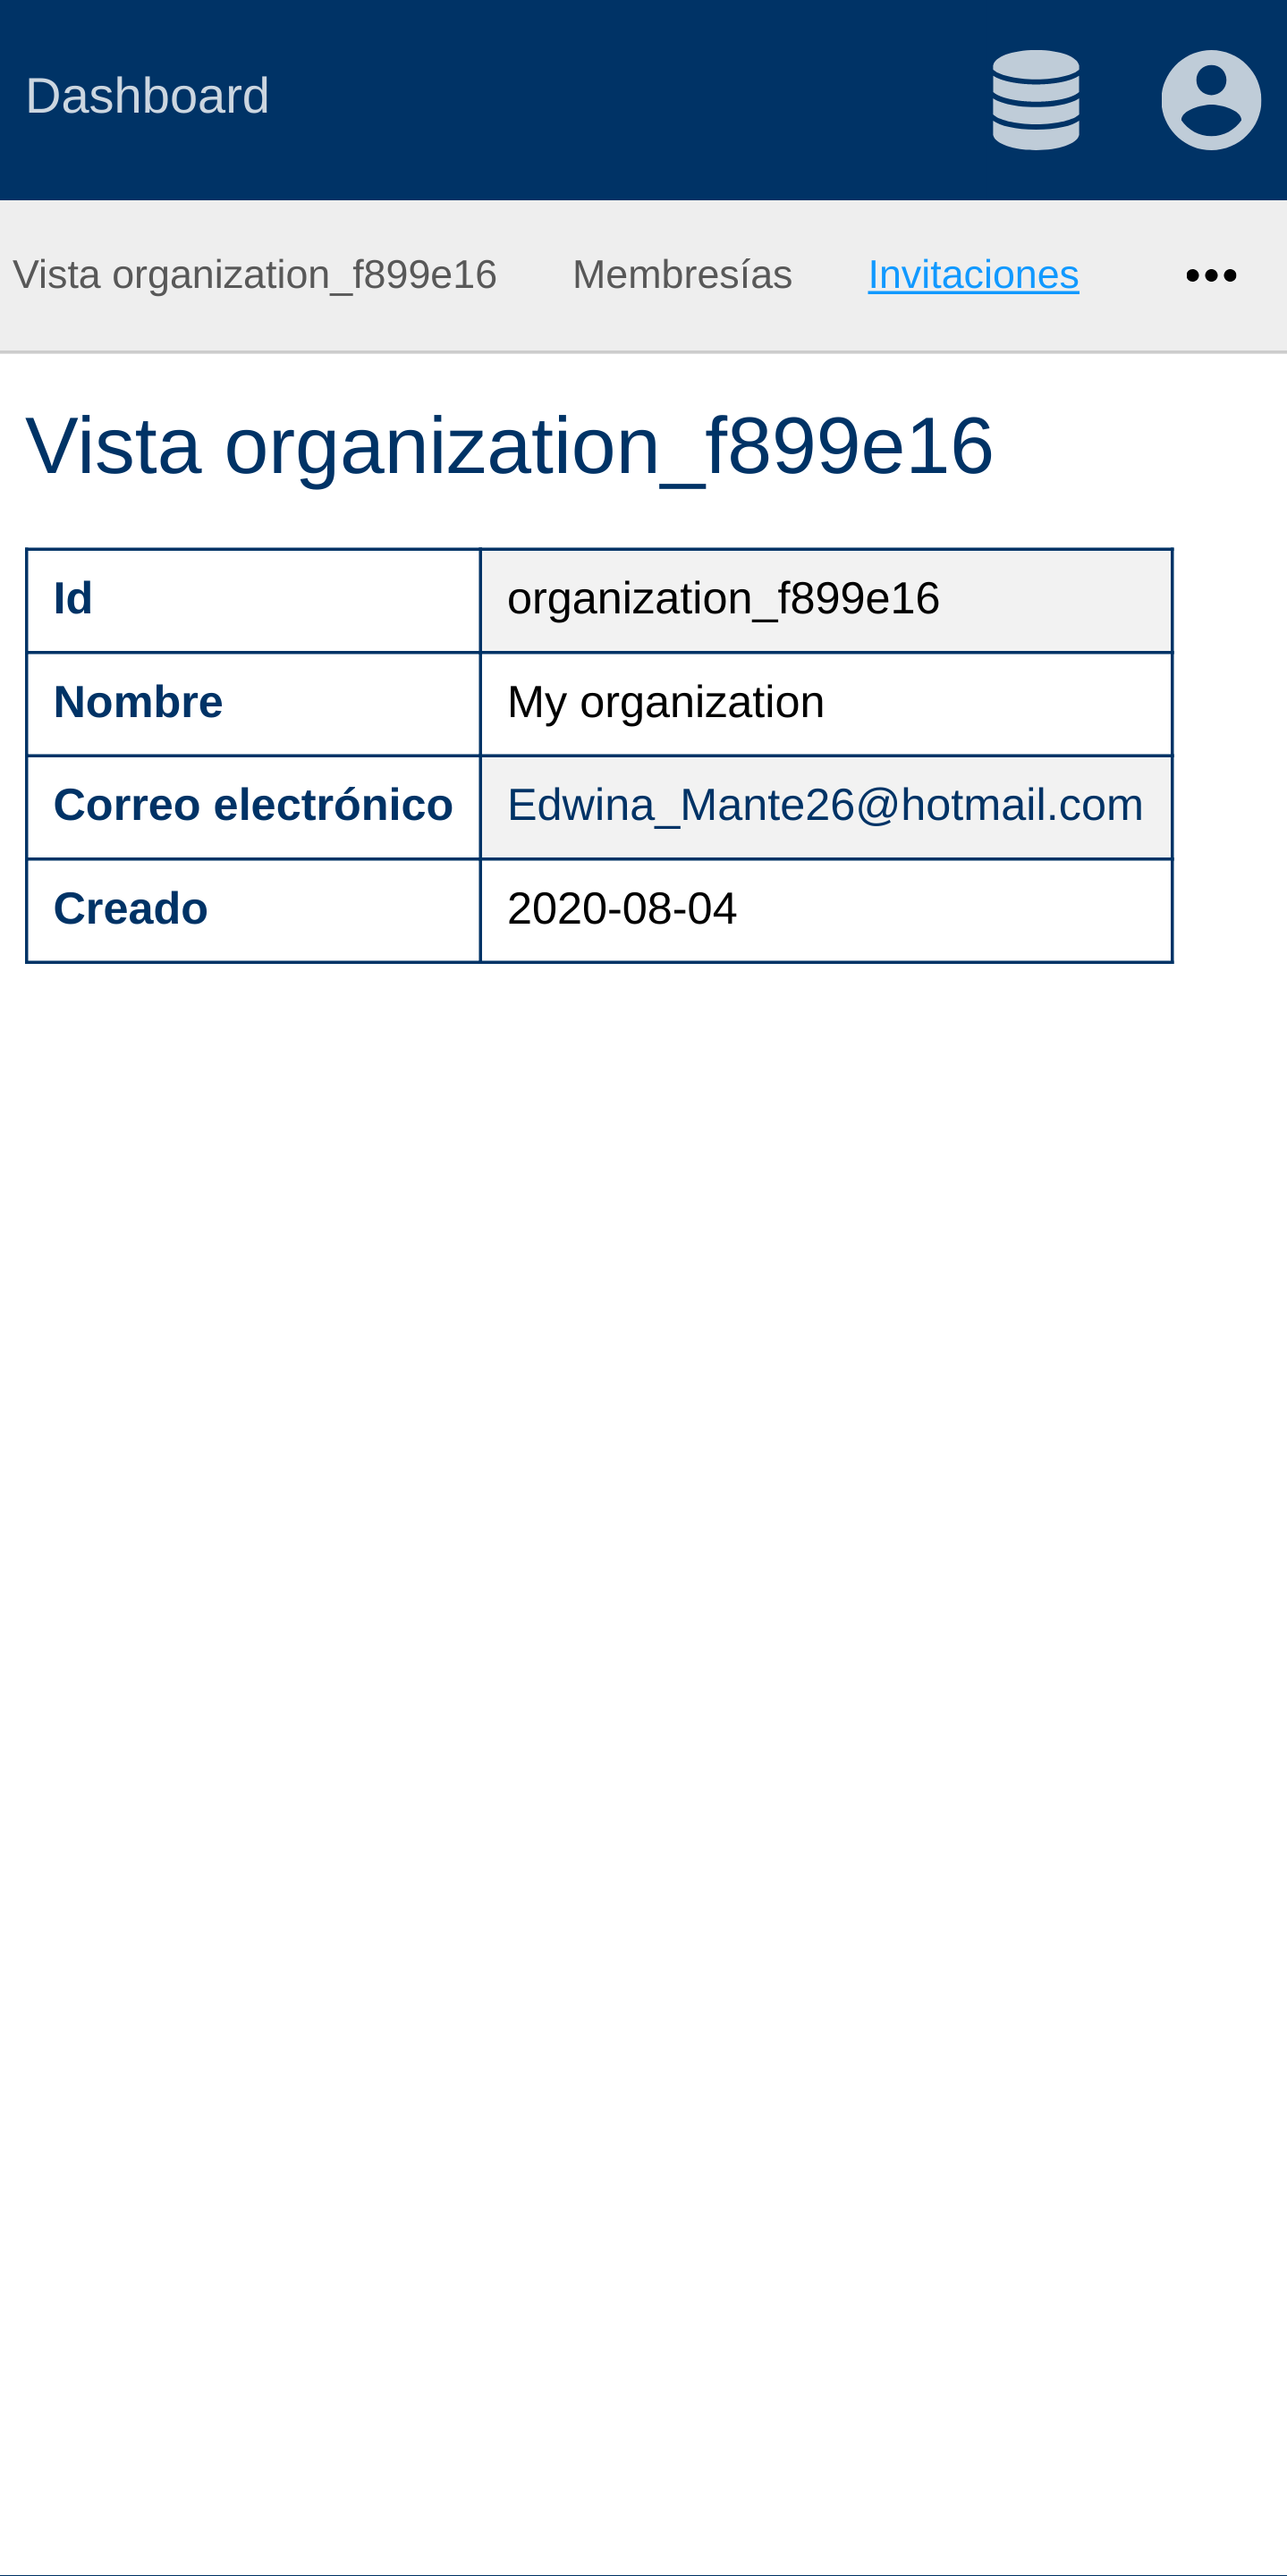 Dashboard
Vista organization_f899e16 Membresías Invitaciones
Vista organization_f899e16
Id organization_f899e16
Nombre My organization
Correo electrónico Edwina_Mante26@hotmail.com
Creado 2020-08-04